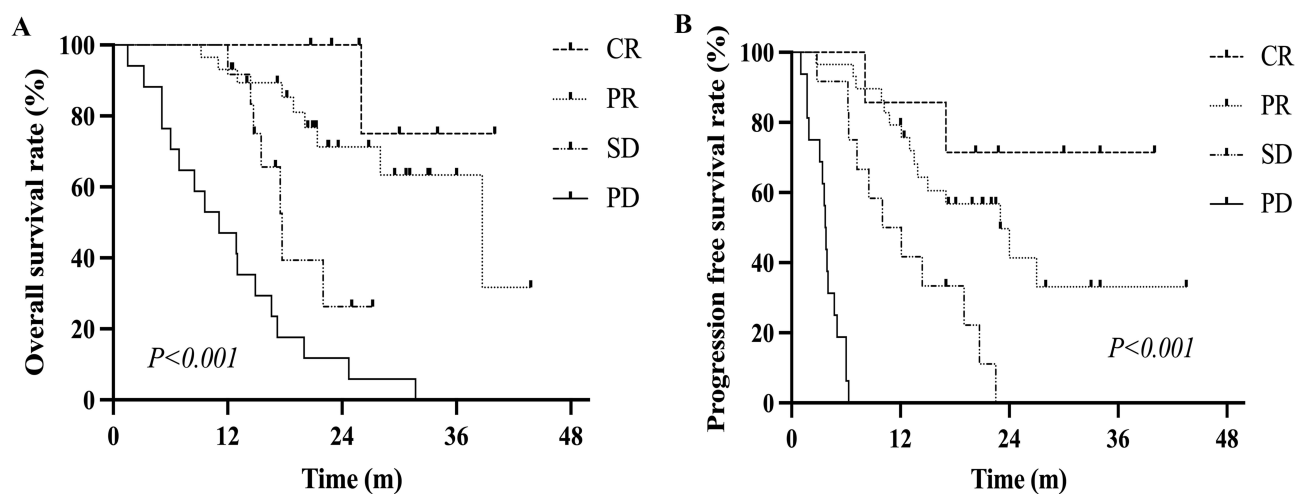 A
Overall survival rate (%)
100
80
60
40
20
0
0 12 24 36 48
Time (m)
P<0.001
CR
PR
SD
PD
B
Progression free survival rate (%)
100
80
60
40
20
0
0 12 24 36 48
Time (m)
P<0.001
CR
PR
SD
PD